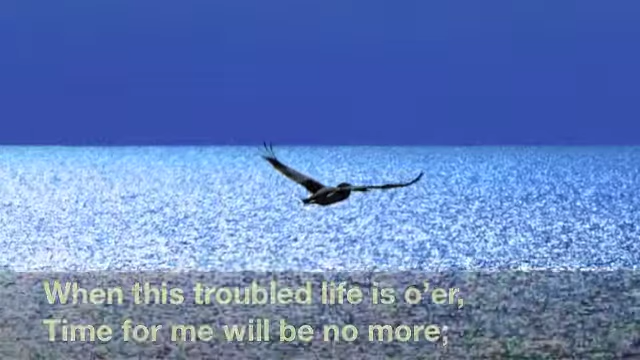 When this troubled life is o’er,
Time for me will be no more;